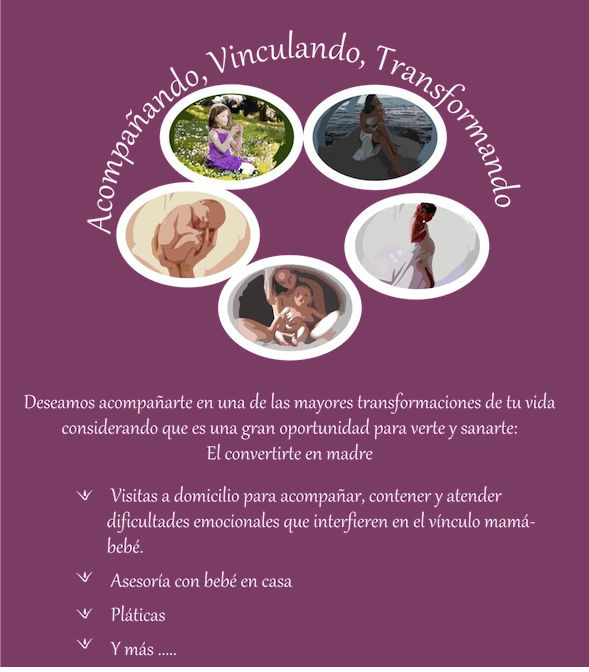 Acompañando, Vinculando, Transformando
Deseamos acompañarte en una de las mayores transformaciones de tu vida
considerando que es una gran oportunidad para verte y sanarte:
El convertirte en madre
Visitas a domicilio para acompañar, contener y atender
dificultades emocionales que interfieren en el vínculo mamá-
bebé.
Asesoría con bebé en casa
Pláticas
Y más .....